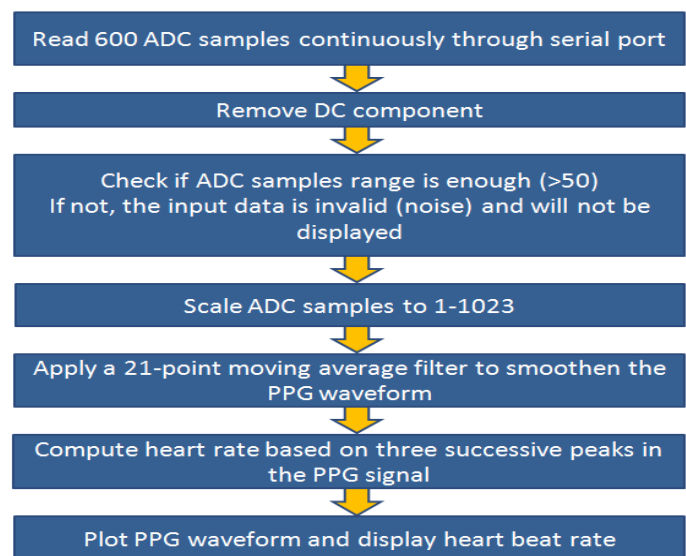 Read 600 ADC samples continuously through serial port
Remove DC component
Check if ADC samples range is enough (>50)
If not, the input data is invalid (noise) and will not be
displayed
Scale ADC samples to 1-1023
Apply a 21-point moving average filter to smoothen the
PPG waveform
Compute heart rate based on three successive peaks in
the PPG signal
Plot PPG waveform and display heart beat rate